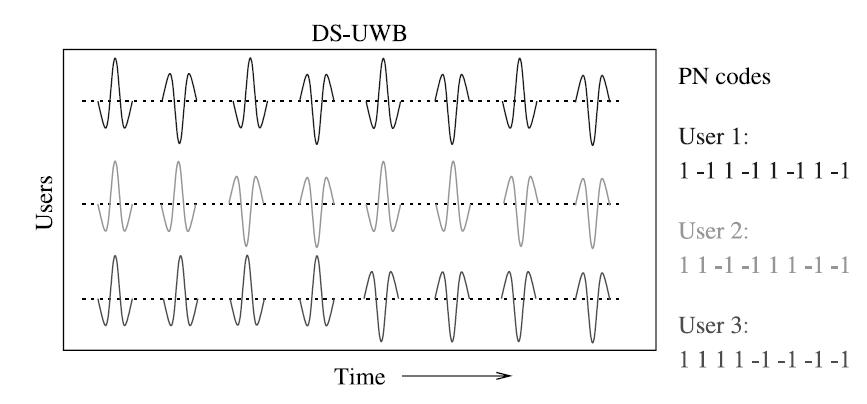 DS-UWB
Users
Time
PN codes
User 1:
1 -1 1 -1 1 -1 1 -1
User 2:
1 1 -1 -1 1 1 -1 -1
User 3:
1 1 1 1 -1 -1 -1 -1